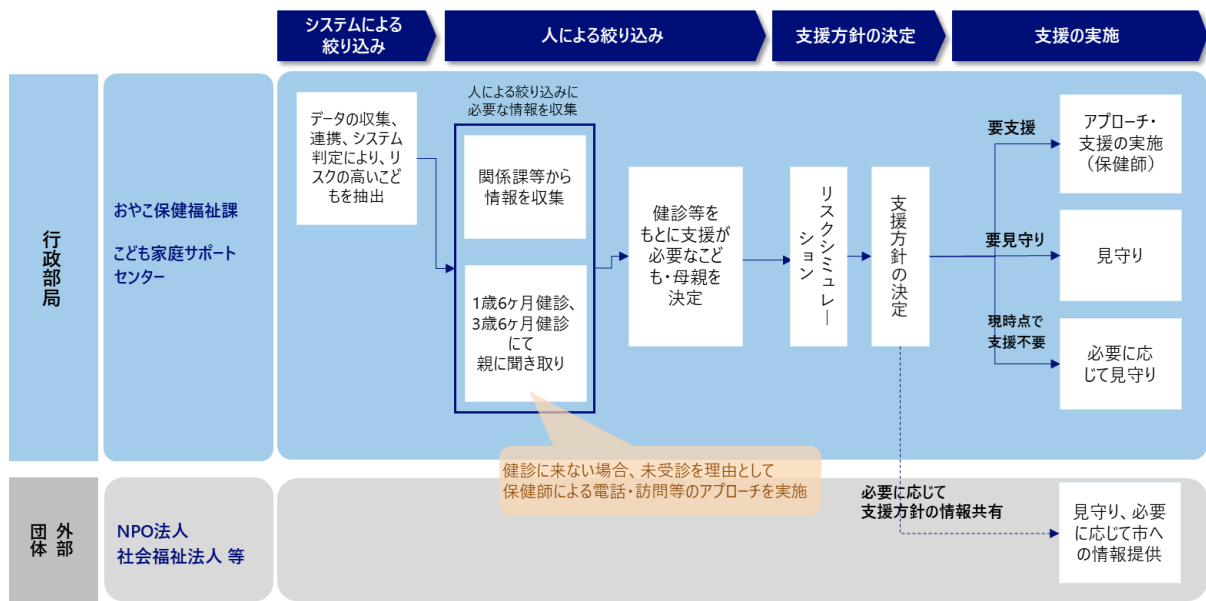 システムによる
絞り込み
人による絞り込み
支援方針の決定
支援の実施
行政部局
おやこ保健福祉課
こども家庭サポート
センター
データの収集、
連携、システム
判定により、リ
スクの高いこど
もを抽出
人による絞り込みに
必要な情報を収集
関係課等から
情報を収集
1歳6ヶ月健診、
3歳6ヶ月健診
にて
親に聞き取り
健診等を
もとに支援が
必要なこど
も・母親を
決定
リスクシミュレー
ション
支援方針の決定
要支援
アプローチ・
支援の実施
（保健師）
要見守り
見守り
現時点で
支援不要
必要に応
じて見守り
健診に来ない場合、未受診を理由として
保健師による電話・訪問等のアプローチを実施
外部
団体
NPO法人
社会福祉法人 等
必要に応じて
支援方針の情報共有
見守り、必要
に応じて市へ
の情報提供